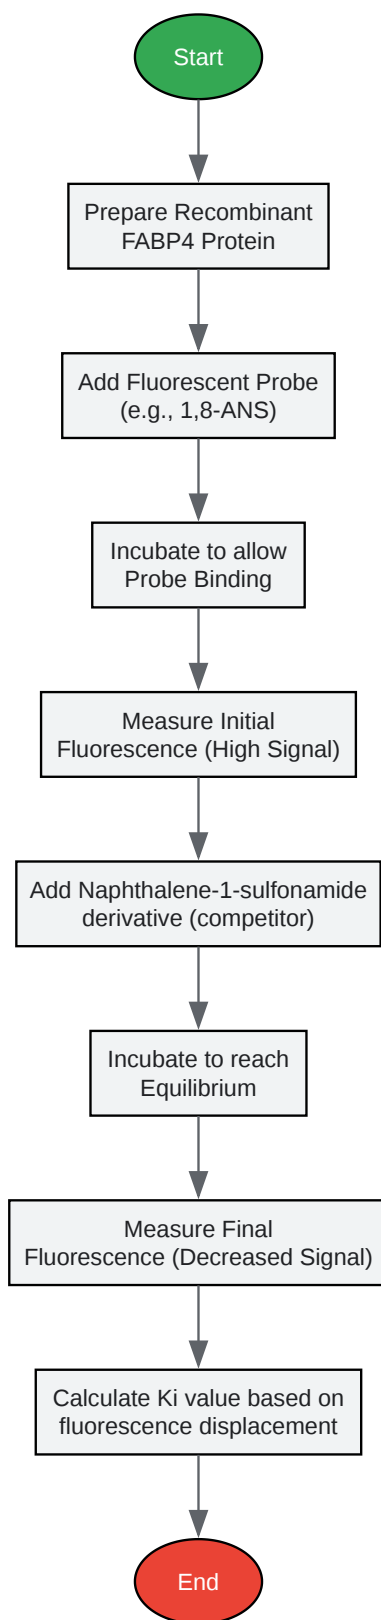 Start
Prepare Recombinant
FABP4 Protein
Add Fluorescent Probe
(e.g., 1,8-ANS)
Incubate to allow
Probe Binding
Measure Initial
Fluorescence (High Signal)
Add Naphthalene-1-sulfonamide
derivative (competitor)
Incubate to reach
Equilibrium
Measure Final
Fluorescence (Decreased Signal)
Calculate Ki value based on
fluorescence displacement
End